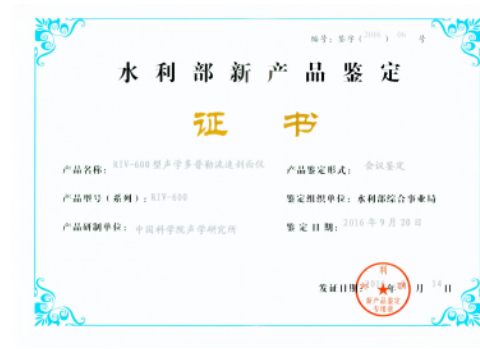 编号:鉴字(2016)06 号
水利部新产品鉴定
证书
产品名称:RIV-600型声学多普勒流速剖面仪
产品鉴定形式:会议鉴定
产品型号(系列):RIV-600
鉴定组织单位:水利部综合事业局
产品研制单位:中国科学院声学研究所
鉴定日期:2016年9月20日
发证日期: 年 月14日
利
新产品鉴定
专用章